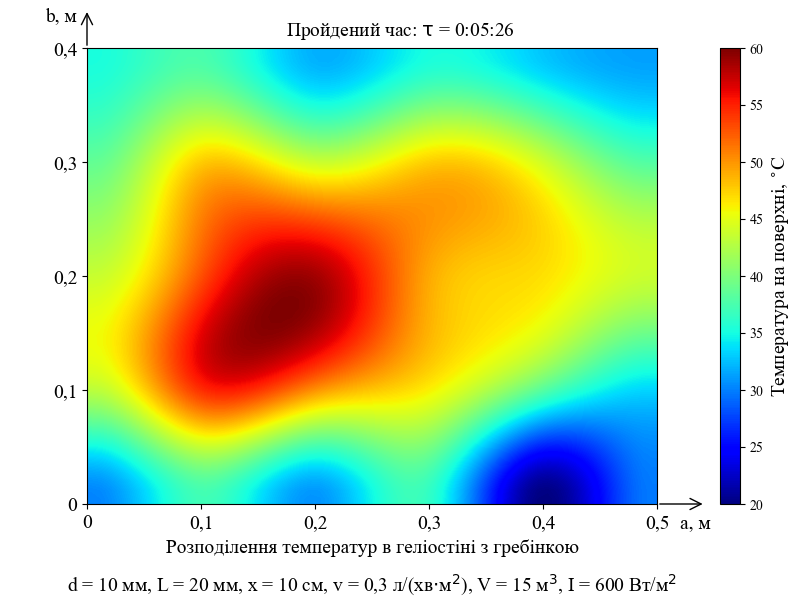 Пройдений час: τ = 0:05:26
b, м
0,4
0,3
0,2
0,1
0
0 0,1 0,2 0,3 0,4 0,5 a, м
60
55
50
45
40
35
30
25
20
Температура на поверхні, °C
Розподілення температур в геліостіні з гребінкою
d = 10 мм, L = 20 мм, x = 10 см, v = 0,3 л/(хв·м²), V = 15 м³, I = 600 Вт/м²